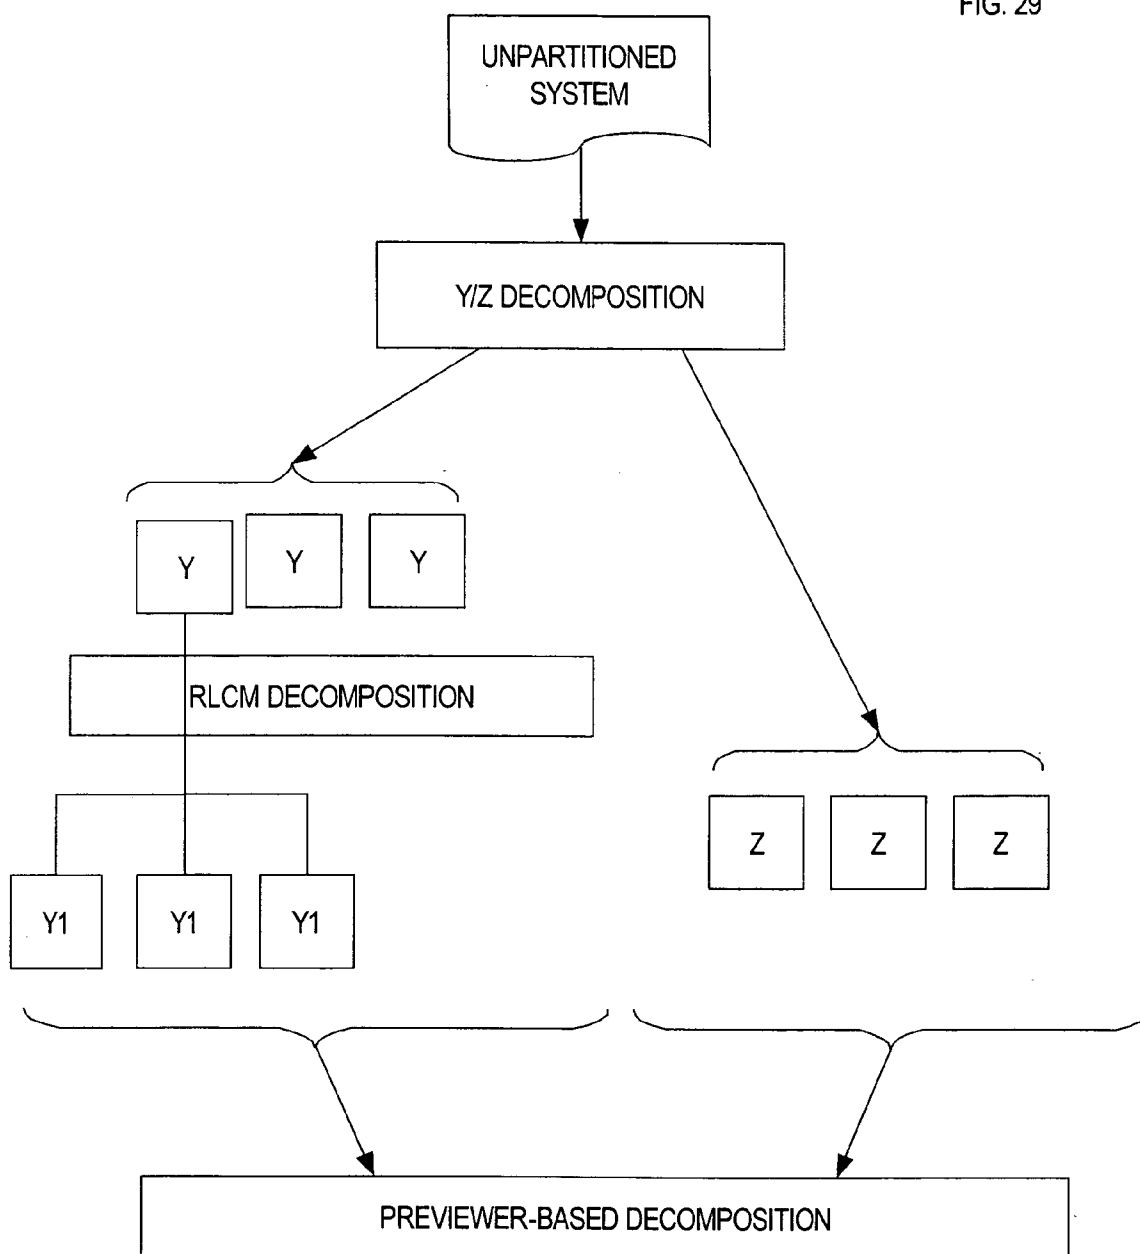 FIG. 29
UNPARTITIONED
SYSTEM
Y/Z DECOMPOSITION
Y
Y
Y
RLCM DECOMPOSITION
Z
Z
Z
Y1
Y1
Y1
PREVIEWER-BASED DECOMPOSITION